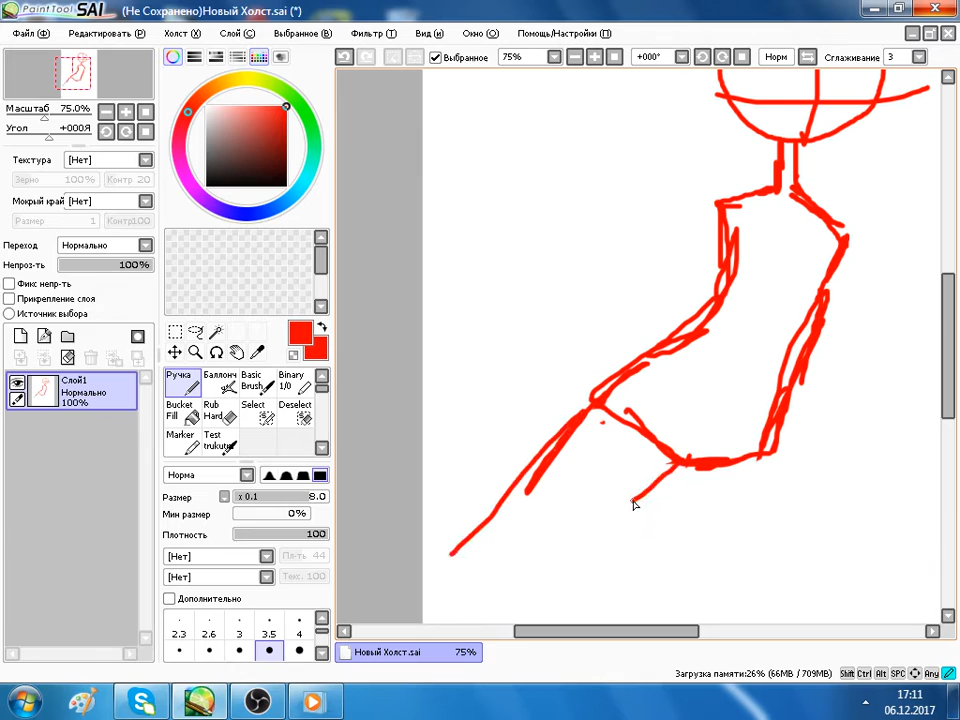 PaintTool SAI (Не Сохранено)Новый Холст.sai (*)
Файл (Ф) Редактировать (Р) Холст (Х) Слой (С) Выбранное (В) Фильтр (Т) Вид (и) Окно (О) Помощь/Настройки (П)
Выбранное 75% +000° Норм Сглаживание 3
Масштаб 75.0%
Угол +000Я
Текстура [Нет]
Зерно 100% Контр 20
Мокрый край [Нет]
Размер 1 Контр100
Переход Нормально
Непроз-ть 100%
Фикс непр-ть
Прикрепление слоя
Источник выбора
Слой1
Нормально
100%
Ручка Баллонч Basic Brush Binary 1/0
Bucket Fill Rub Hard Select Deselect
Marker Test
Норма
Размер x 0.1 8.0
Мин размер 0%
Плотность 100
[Нет] Пл-ть 44
[Нет] Текс. 100
Дополнительно
2.3 2.6 3 3.5 4
Новый Холст.sai 75%
Загрузка памяти:26% (66MB / 709MB) Shift Ctrl Alt SPC Any
17:11
06.12.2017